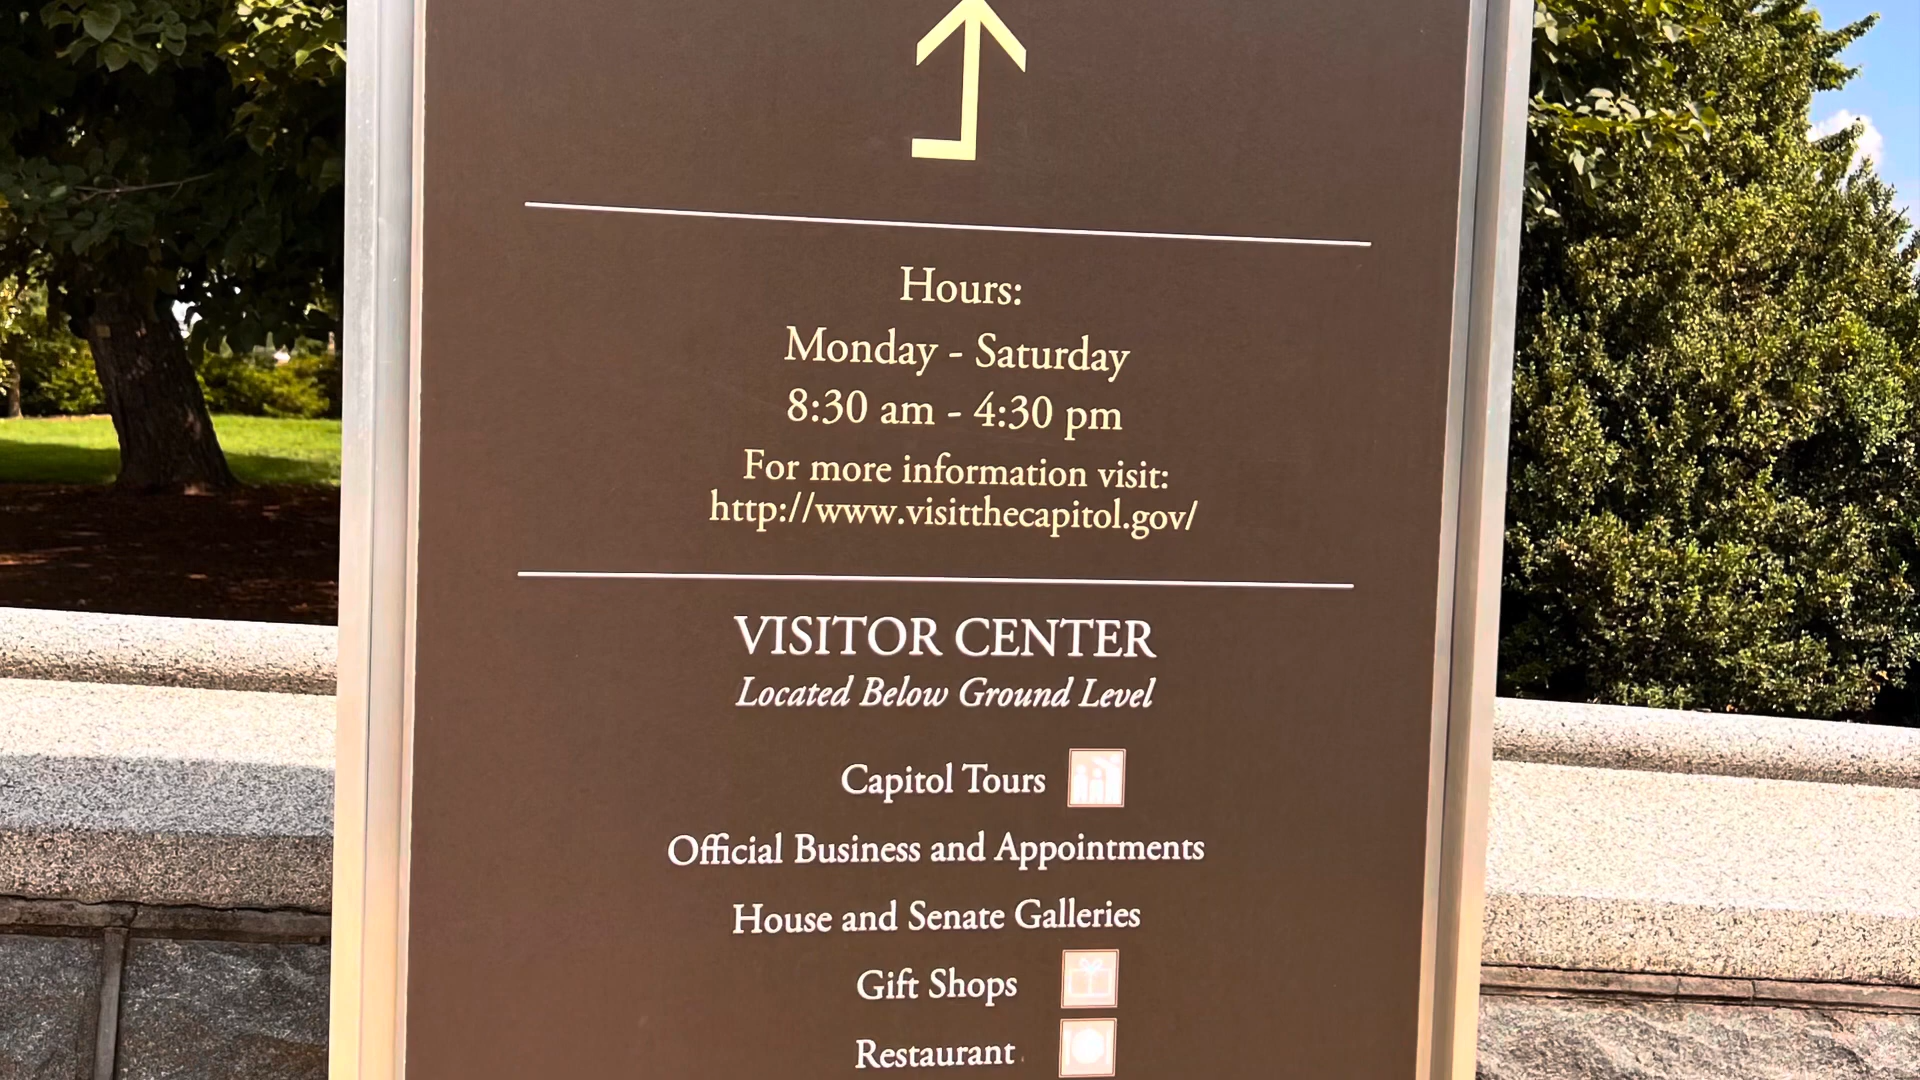 Hours:
Monday - Saturday
8:30 am - 4:30 pm
For more information visit:
http://www.visitthecapitol.gov/
VISITOR CENTER
Located Below Ground Level
Capitol Tours
Official Business and Appointments
House and Senate Galleries
Gift Shops
Restaurant